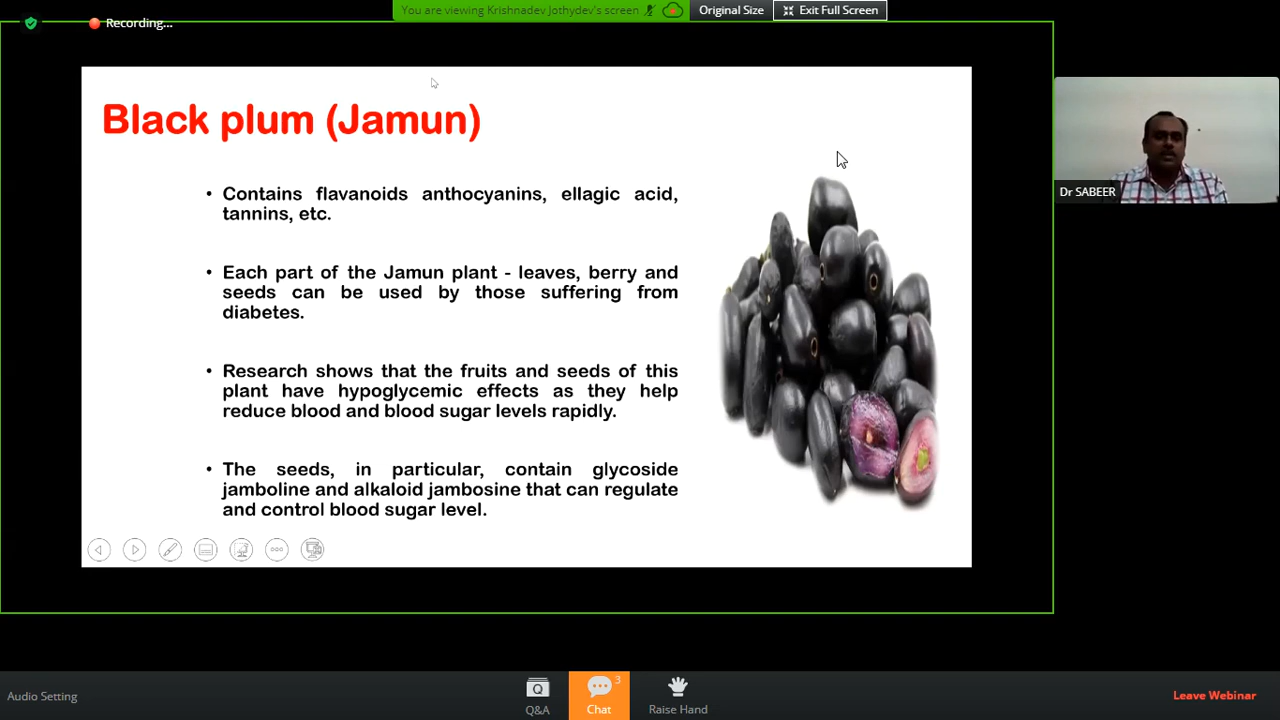 You are viewing Krishnadev Jothydev's screen
Original Size
Exit Full Screen
Recording...
Black plum (Jamun)
• Contains flavanoids anthocyanins, ellagic acid,
tannins, etc.
• Each part of the Jamun plant - leaves, berry and
seeds can be used by those suffering from
diabetes.
• Research shows that the fruits and seeds of this
plant have hypoglycemic effects as they help
reduce blood and blood sugar levels rapidly.
• The seeds, in particular, contain glycoside
jamboline and alkaloid jambosine that can regulate
and control blood sugar level.
Dr SABEER
Audio Setting
Q
Q&A
3
Chat
Raise Hand
Leave Webinar